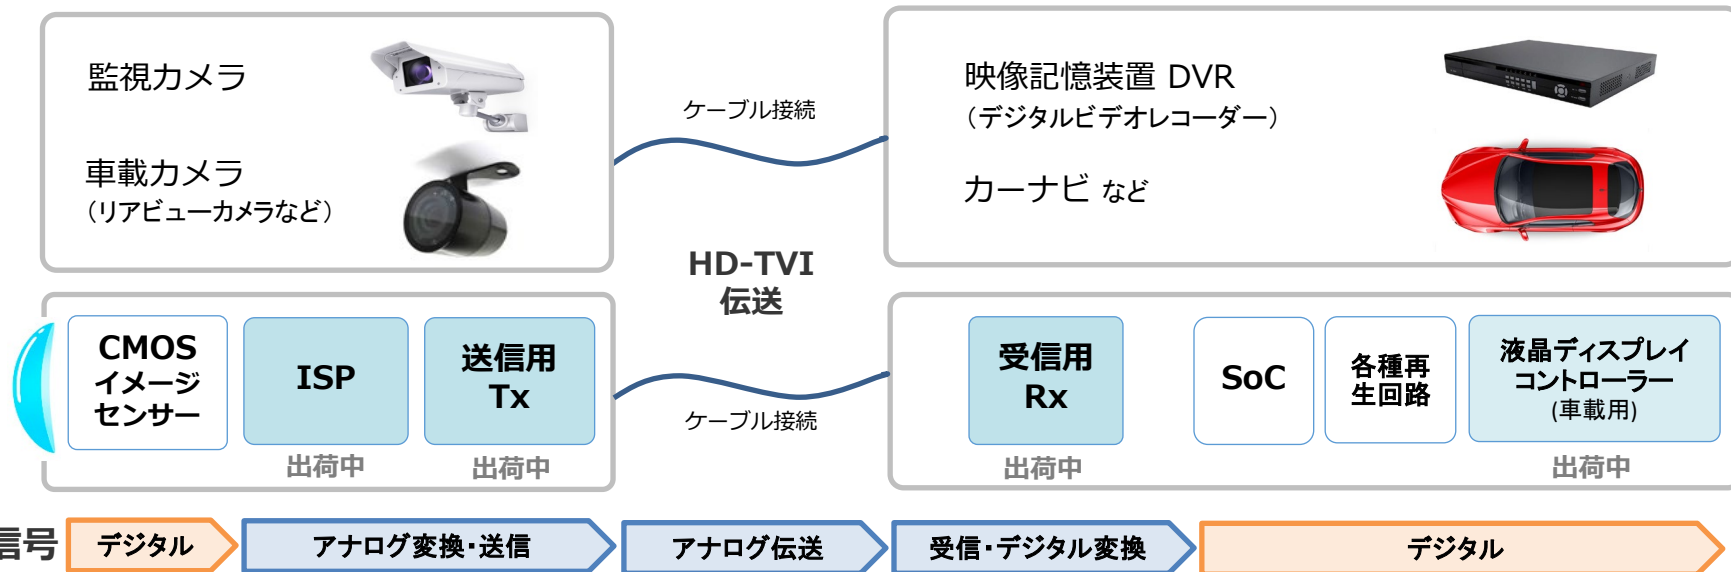 監視カメラ
車載カメラ
（リアビューカメラなど）
ケーブル接続
映像記憶装置 DVR
（デジタルビデオレコーダー）
カーナビ など
HD-TVI
伝送
CMOS
イメージ
センサー
ISP
出荷中
送信用
Tx
出荷中
ケーブル接続
受信用
Rx
出荷中
SoC
各種再
生回路
液晶ディスプレイ
コントローラー
(車載用)
出荷中
信号
デジタル
アナログ変換・送信
アナログ伝送
受信・デジタル変換
デジタル